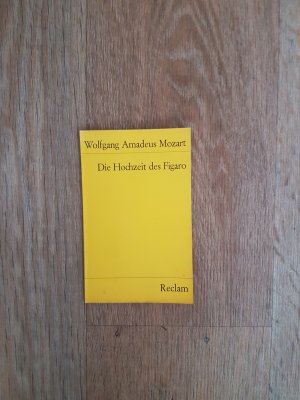 Wolfgang Amadeus Mozart
Die Hochzeit des Figaro
Reclam